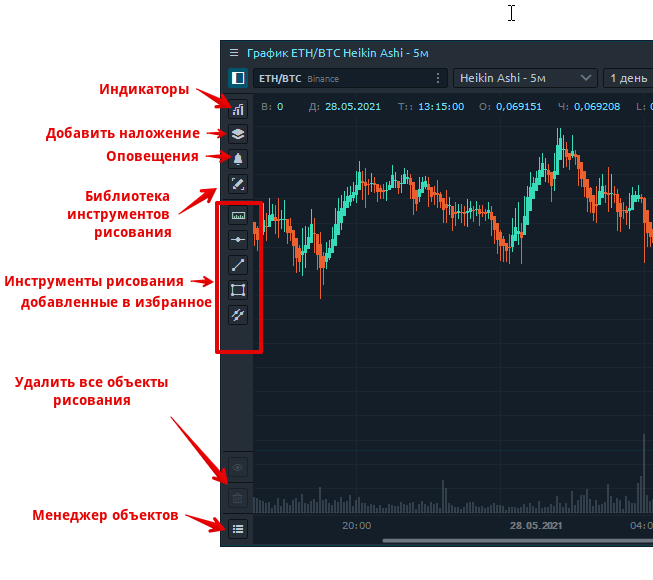 График ETH/BTC Heikin Ashi - 5м
ETH/BTC Binance
Heikin Ashi - 5м
1 день
В: 0 Д: 28.05.2021 Т:: 13:15:00 О: 0,069151 Ч: 0,069208 L: 0
Индикаторы
Добавить наложение
Оповещения
Библиотека
инструментов
рисования
Инструменты рисования
добавленные в избранное
Удалить все объекты
рисования
Менеджер объектов
20:00 28.05.2021 04:0